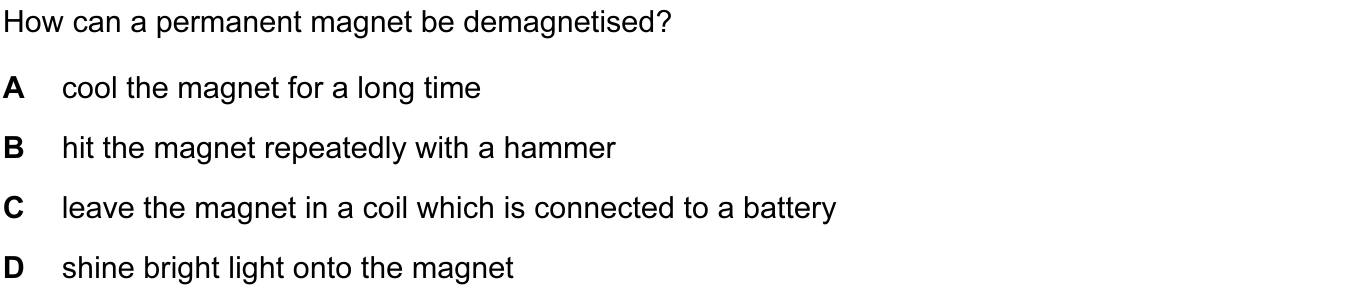 How can a permanent magnet be demagnetised?
A cool the magnet for a long time
B hit the magnet repeatedly with a hammer
C leave the magnet in a coil which is connected to a battery
D shine bright light onto the magnet